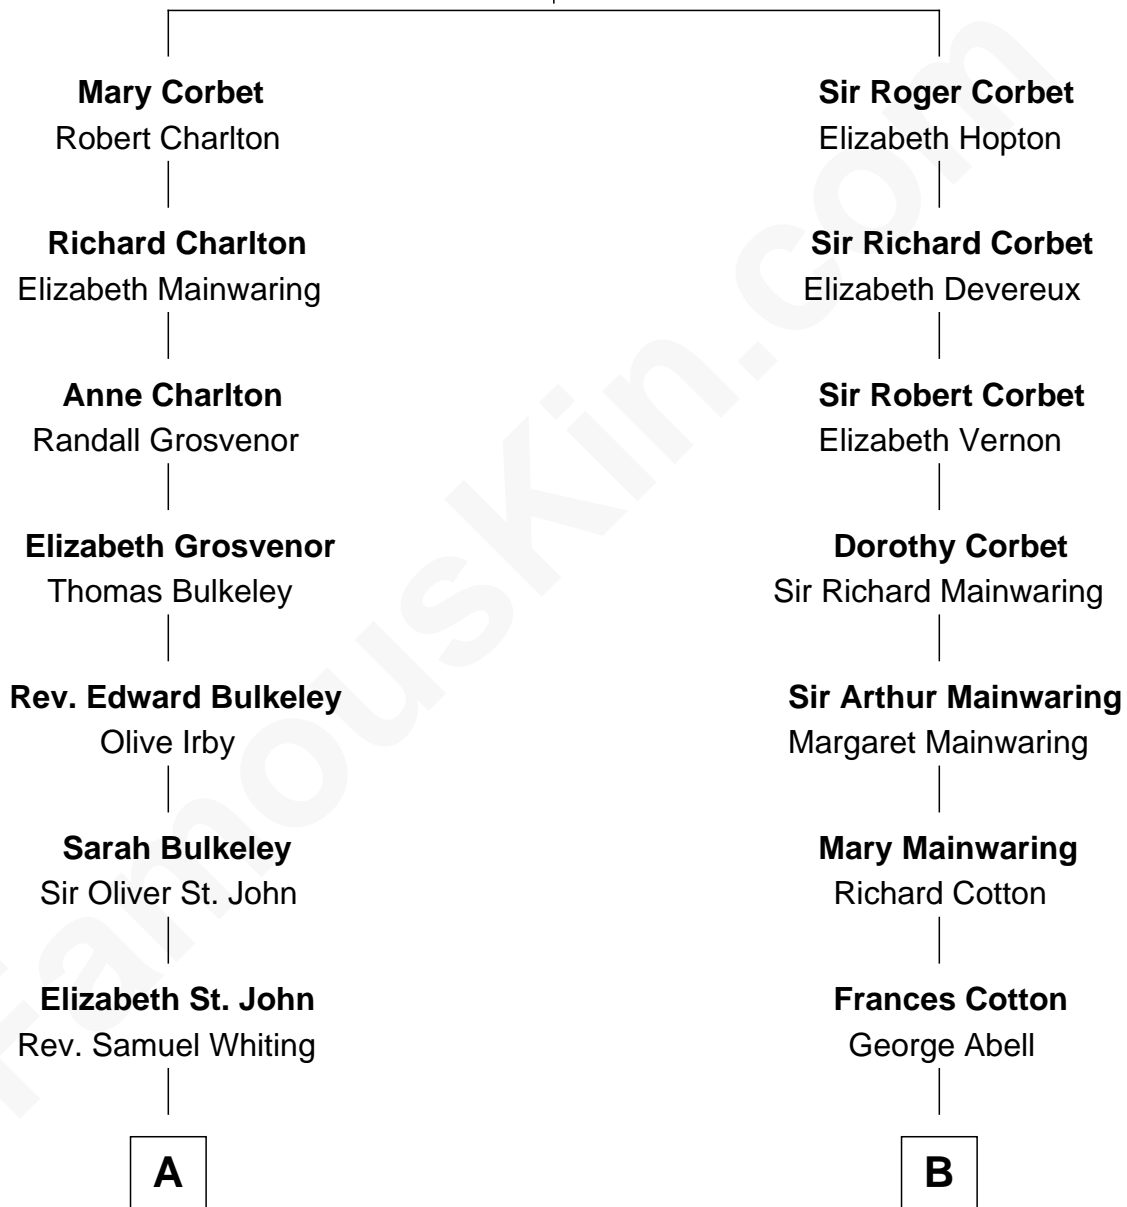 Mary Corbet
Robert Charlton
Richard Charlton
Elizabeth Mainwaring
Anne Charlton
Randall Grosvenor
Elizabeth Grosvenor
Thomas Bulkeley
Rev. Edward Bulkeley
Olive Irby
Sarah Bulkeley
Sir Oliver St. John
Elizabeth St. John
Rev. Samuel Whiting
A
Sir Roger Corbet
Elizabeth Hopton
Sir Richard Corbet
Elizabeth Devereux
Sir Robert Corbet
Elizabeth Vernon
Dorothy Corbet
Sir Richard Mainwaring
Sir Arthur Mainwaring
Margaret Mainwaring
Mary Mainwaring
Richard Cotton
Frances Cotton
George Abell
B
FamousKin.com